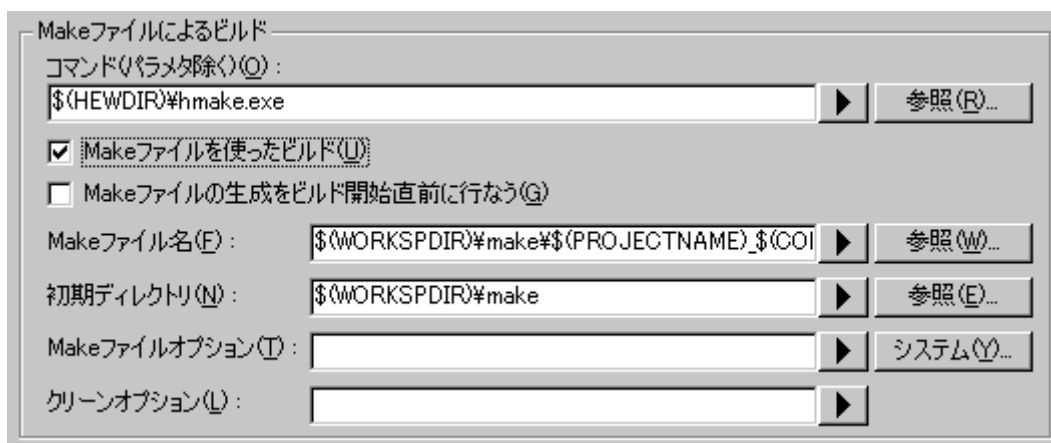 Makeファイルによるビルド
コマンド(パラメタ除く)(O) :
$(HEWDIR)¥hmake.exe
参照(R)...
Makeファイルを使ったビルド(U)
Makeファイルの生成をビルド開始直前に行なう(G)
Makeファイル名(F) : $(WORKSPDIR)¥make¥$(PROJECTNAME)_$(COI 参照(W)...
初期ディレクトリ(N) : $(WORKSPDIR)¥make 参照(E)...
Makeファイルオプション(T) : システム(Y)...
クリーンオプション(L) :